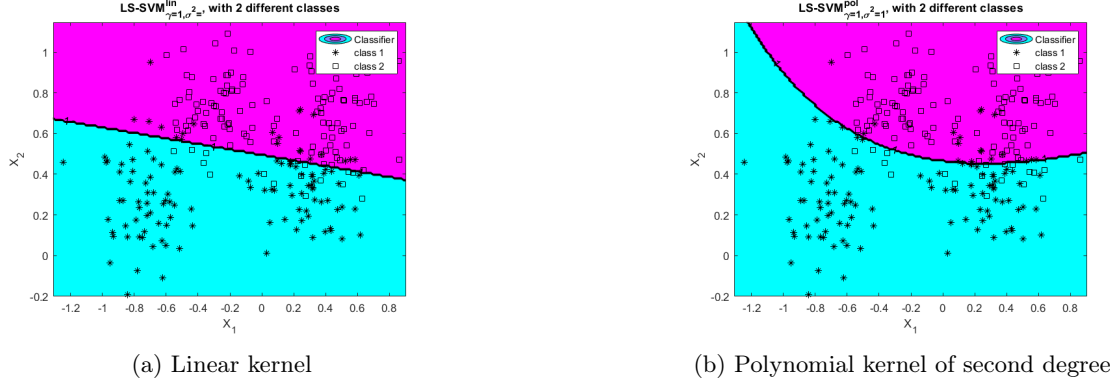 LS-SVM^lin_γ=1,σ²=, with 2 different classes
Classifier
class 1
class 2
1
0.8
0.6
0.4
0.2
0
-0.2
X_2
-1.2 -1 -0.8 -0.6 -0.4 -0.2 0 0.2 0.4 0.6 0.8
X_1
(a) Linear kernel
LS-SVM^pol_γ=1,σ²=1, with 2 different classes
Classifier
class 1
class 2
1
0.8
0.6
0.4
0.2
0
-0.2
X_2
-1.2 -1 -0.8 -0.6 -0.4 -0.2 0 0.2 0.4 0.6 0.8
X_1
(b) Polynomial kernel of second degree